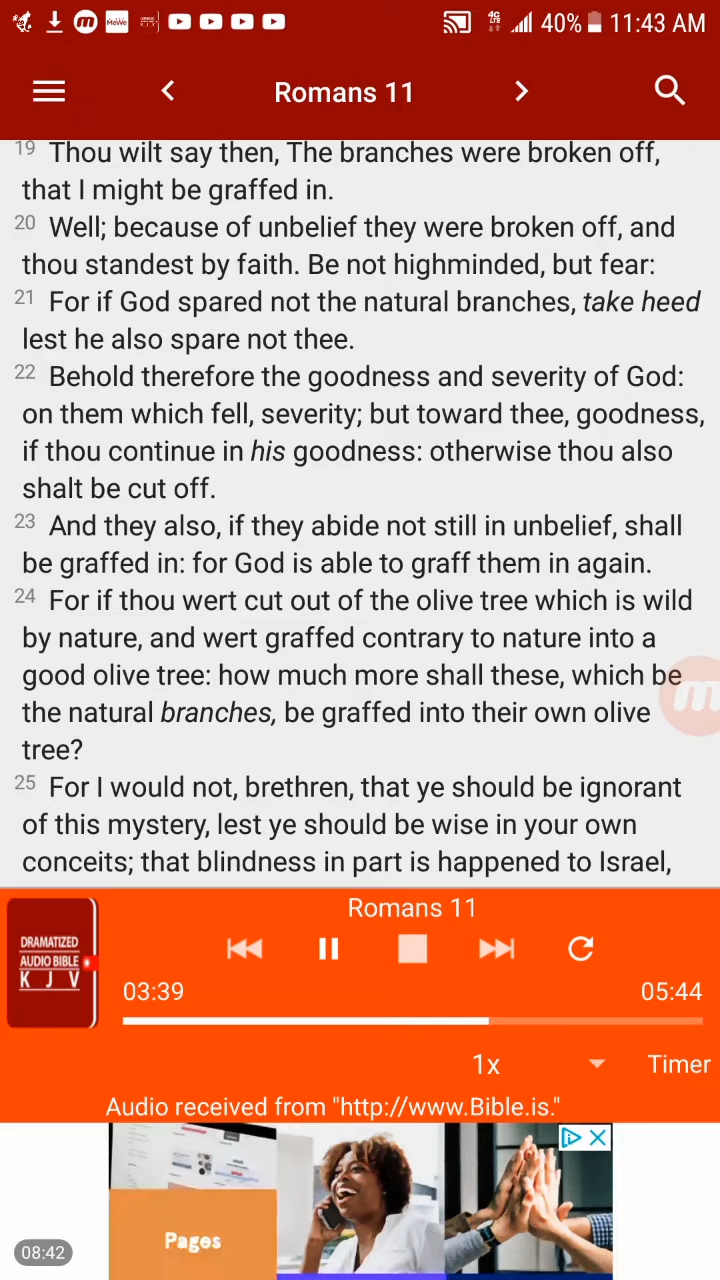 MeWe
4G
LTE
40%
11:43 AM
Romans 11
19 Thou wilt say then, The branches were broken off,
that I might be graffed in.
20 Well; because of unbelief they were broken off, and
thou standest by faith. Be not highminded, but fear:
21 For if God spared not the natural branches, take heed
lest he also spare not thee.
22 Behold therefore the goodness and severity of God:
on them which fell, severity; but toward thee, goodness,
if thou continue in his goodness: otherwise thou also
shalt be cut off.
23 And they also, if they abide not still in unbelief, shall
be graffed in: for God is able to graff them in again.
24 For if thou wert cut out of the olive tree which is wild
by nature, and wert graffed contrary to nature into a
good olive tree: how much more shall these, which be
the natural branches, be graffed into their own olive
tree?
25 For I would not, brethren, that ye should be ignorant
of this mystery, lest ye should be wise in your own
conceits; that blindness in part is happened to Israel,
Romans 11
DRAMATIZED
AUDIO BIBLE
K J V
03:39
05:44
1x
Timer
Audio received from "http://www.Bible.is."
Pages
08:42